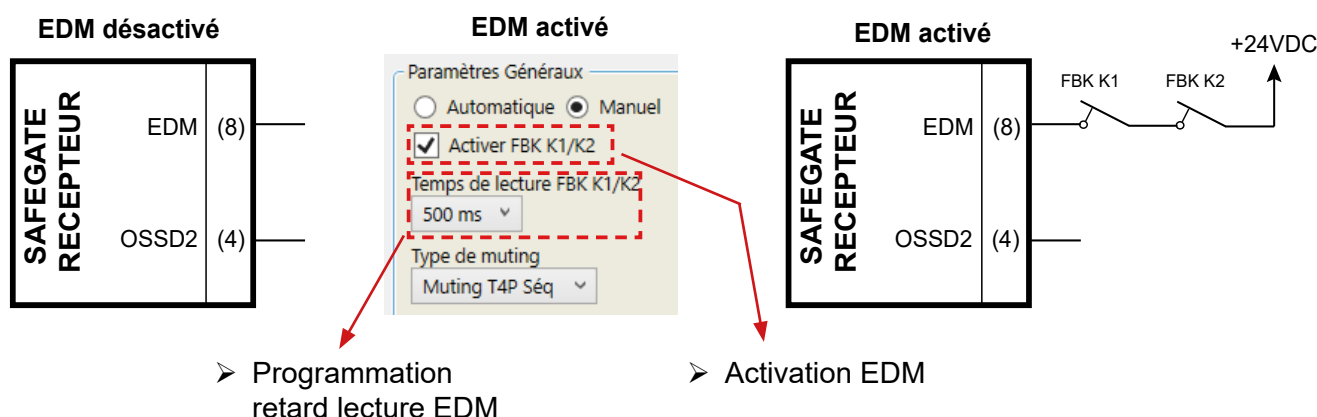 EDM désactivé
SAFEGATE
RECEPTEUR
EDM (8)
OSSD2 (4)
EDM activé
Paramètres Généraux
Automatique Manuel
Activer FBK K1/K2
Temps de lecture FBK K1/K2
500 ms
Type de muting
Muting T4P Séq
EDM activé
SAFEGATE
RECEPTEUR
EDM (8)
OSSD2 (4)
FBK K1 FBK K2
+24VDC
➢ Programmation
retard lecture EDM
➢ Activation EDM